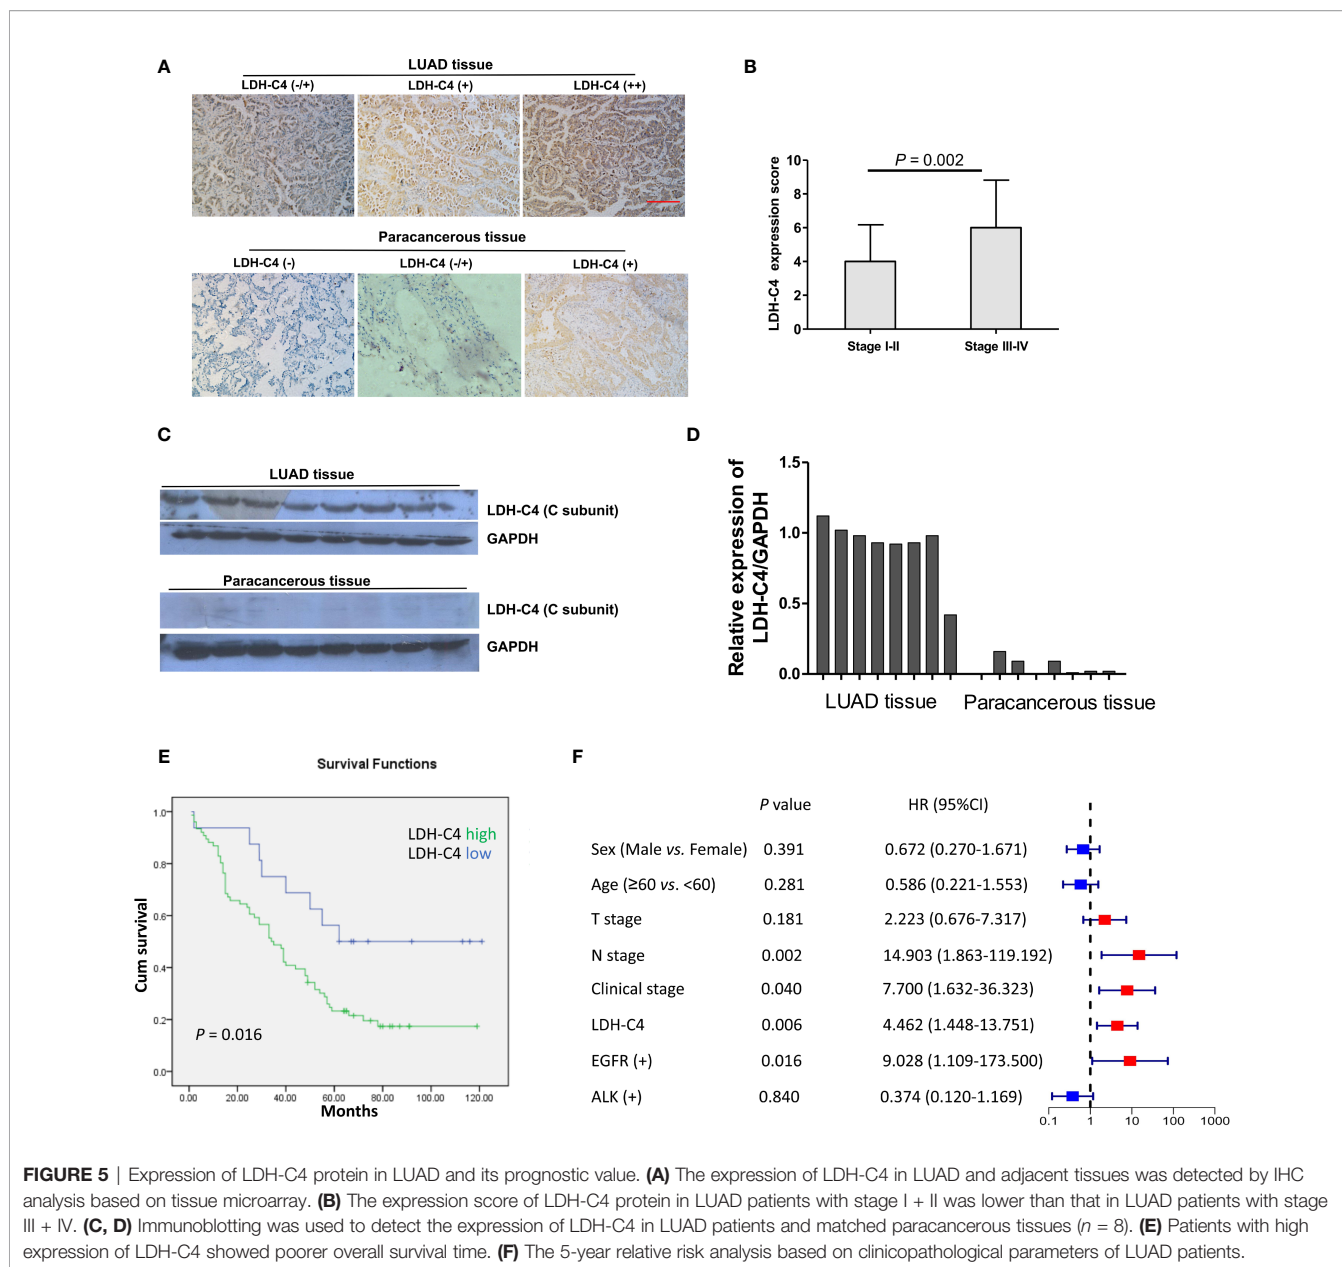 A
LUAD tissue
LDH-C4 (-/+)
LDH-C4 (+)
LDH-C4 (++)
Paracancerous tissue
LDH-C4 (-)
LDH-C4 (-/+)
LDH-C4 (+)
B
P = 0.002
LDH-C4 expression score
10
8
6
4
2
0
Stage I-II
Stage III-IV
C
LUAD tissue
LDH-C4 (C subunit)
GAPDH
Paracancerous tissue
LDH-C4 (C subunit)
GAPDH
D
Relative expression of
LDH-C4/GAPDH
1.5
1.0
0.5
0.0
LUAD tissue
Paracancerous tissue
E
Survival Functions
LDH-C4 high
LDH-C4 low
Cum survival
1.0
0.8
0.6
0.4
0.2
0.0
P = 0.016
0.00
20.00
40.00
60.00
80.00
100.00
120.00
Months
F
P value HR (95%CI)
Sex (Male vs. Female) 0.391 0.672 (0.270-1.671)
Age (≥60 vs. <60) 0.281 0.586 (0.221-1.553)
T stage 0.181 2.223 (0.676-7.317)
N stage 0.002 14.903 (1.863-119.192)
Clinical stage 0.040 7.700 (1.632-36.323)
LDH-C4 0.006 4.462 (1.448-13.751)
EGFR (+) 0.016 9.028 (1.109-173.500)
ALK (+) 0.840 0.374 (0.120-1.169)
0.1 1 10 100 1000
FIGURE 5 | Expression of LDH-C4 protein in LUAD and its prognostic value. (A) The expression of LDH-C4 in LUAD and adjacent tissues was detected by IHC
analysis based on tissue microarray. (B) The expression score of LDH-C4 protein in LUAD patients with stage I + II was lower than that in LUAD patients with stage
III + IV. (C, D) Immunoblotting was used to detect the expression of LDH-C4 in LUAD patients and matched paracancerous tissues (n = 8). (E) Patients with high
expression of LDH-C4 showed poorer overall survival time. (F) The 5-year relative risk analysis based on clinicopathological parameters of LUAD patients.